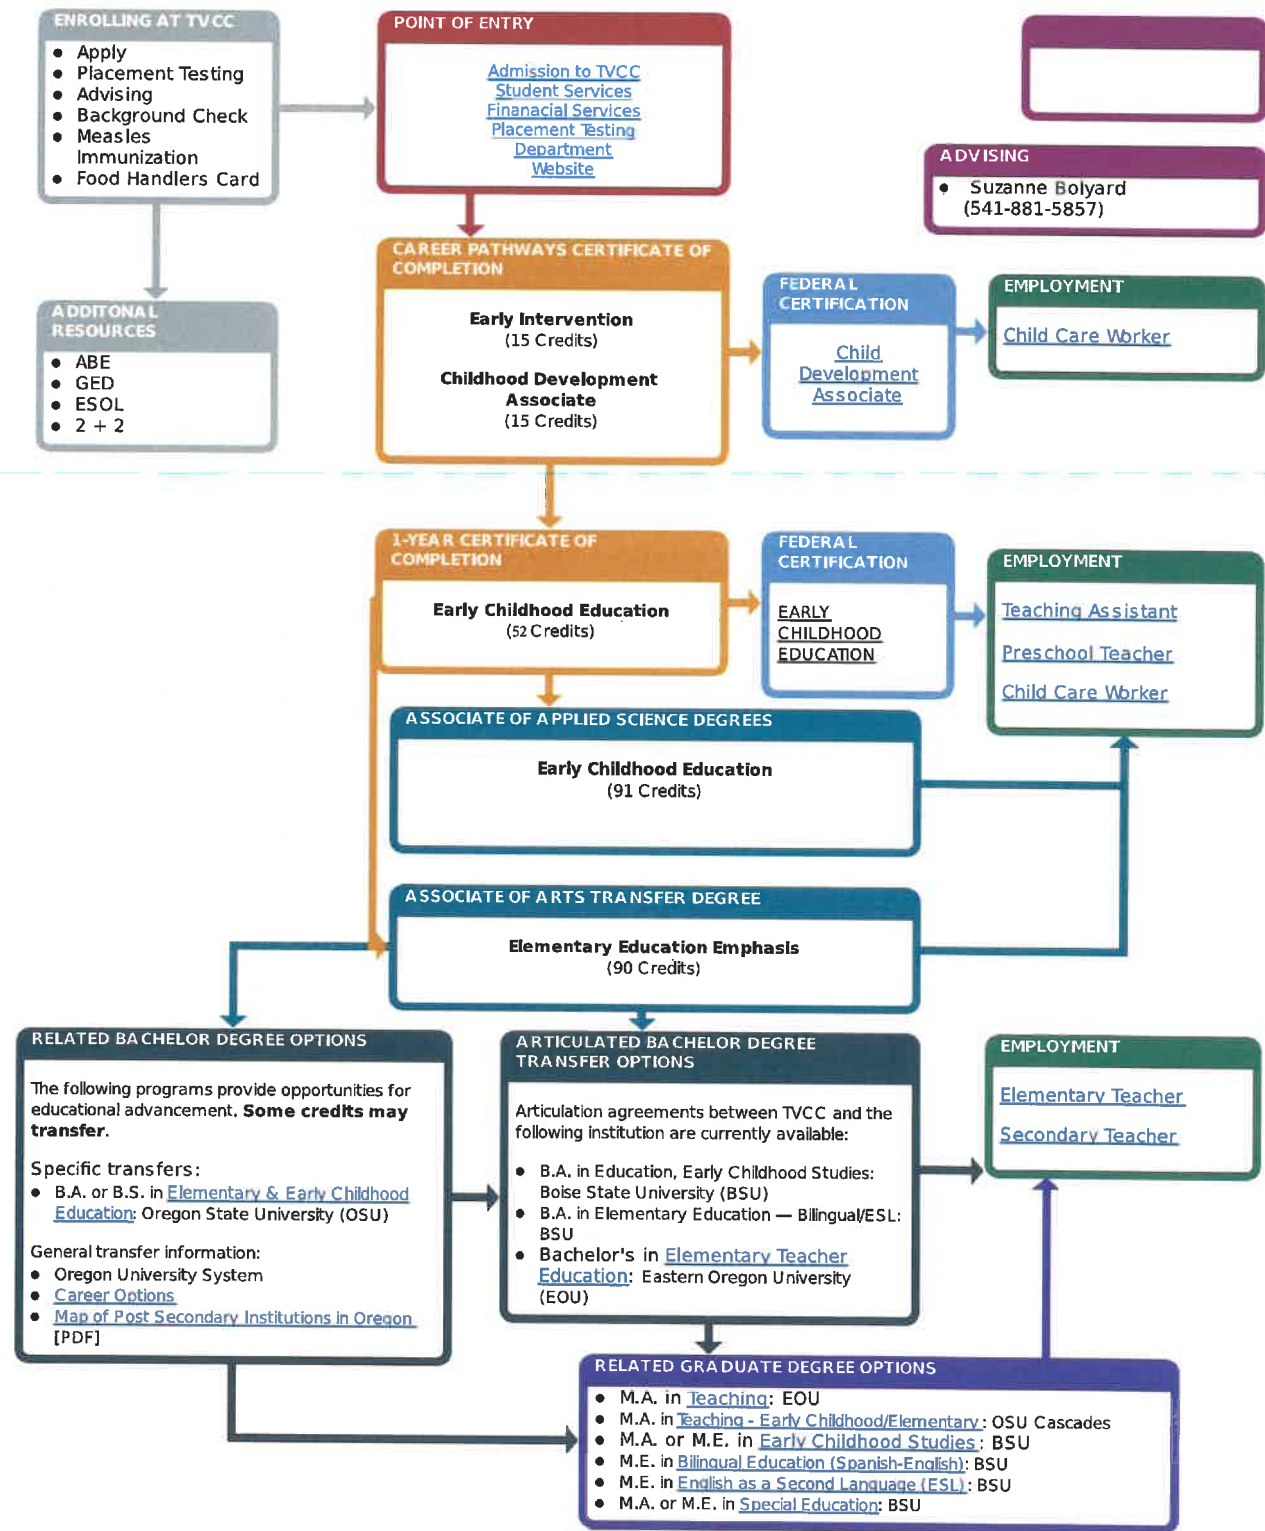 ENROLLING AT TVCC
● Apply
● Placement Testing
● Advising
● Background Check
● Measles
Immunization
● Food Handlers Card
POINT OF ENTRY
Admission to TVCC
Student Services
Finanacial Services
Placement Testing
Department
Website
ADVISING
● Suzanne Bolyard
(541-881-5857)
ADDITONAL
RESOURCES
● ABE
● GED
● ESOL
● 2 + 2
CAREER PATHWAYS CERTIFICATE OF
COMPLETION
Early Intervention
(15 Credits)
Childhood Development
Associate
(15 Credits)
FEDERAL
CERTIFICATION
Child
Development
Associate
EMPLOYMENT
Child Care Worker
1-YEAR CERTIFICATE OF
COMPLETION
Early Childhood Education
(52 Credits)
FEDERAL
CERTIFICATION
EARLY
CHILDHOOD
EDUCATION
EMPLOYMENT
Teaching Assistant
Preschool Teacher
Child Care Worker
ASSOCIATE OF APPLIED SCIENCE DEGREES
Early Childhood Education
(91 Credits)
ASSOCIATE OF ARTS TRANSFER DEGREE
Elementary Education Emphasis
(90 Credits)
RELATED BACHELOR DEGREE OPTIONS
The following programs provide opportunities for
educational advancement. Some credits may
transfer.
Specific transfers:
● B.A. or B.S. in Elementary & Early Childhood
Education: Oregon State University (OSU)
General transfer information:
● Oregon University System
● Career Options
● Map of Post Secondary Institutions in Oregon
[PDF]
ARTICULATED BACHELOR DEGREE
TRANSFER OPTIONS
Articulation agreements between TVCC and the
following institution are currently available:
● B.A. in Education, Early Childhood Studies:
Boise State University (BSU)
● B.A. in Elementary Education — Bilingual/ESL:
BSU
● Bachelor's in Elementary Teacher
Education: Eastern Oregon University
(EOU)
EMPLOYMENT
Elementary Teacher
Secondary Teacher
RELATED GRADUATE DEGREE OPTIONS
● M.A. in Teaching: EOU
● M.A. in Teaching - Early Childhood/Elementary: OSU Cascades
● M.A. or M.E. in Early Childhood Studies: BSU
● M.E. in Bilingual Education (Spanish-English): BSU
● M.E. in English as a Second Language (ESL): BSU
● M.A. or M.E. in Special Education: BSU